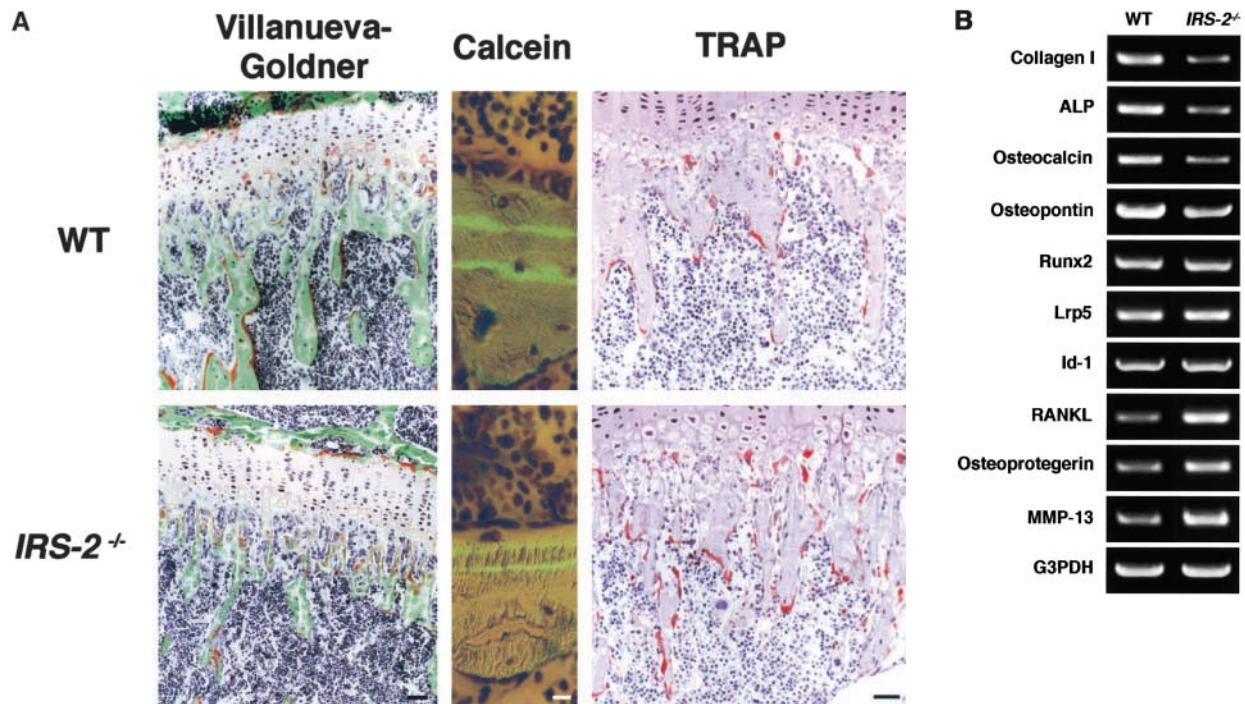 A
Villanueva-
Goldner
Calcein
TRAP
WT
IRS-2 -/-
B
WT IRS-2-/-
Collagen I
ALP
Osteocalcin
Osteopontin
Runx2
Lrp5
Id-1
RANKL
Osteoprotegerin
MMP-13
G3PDH